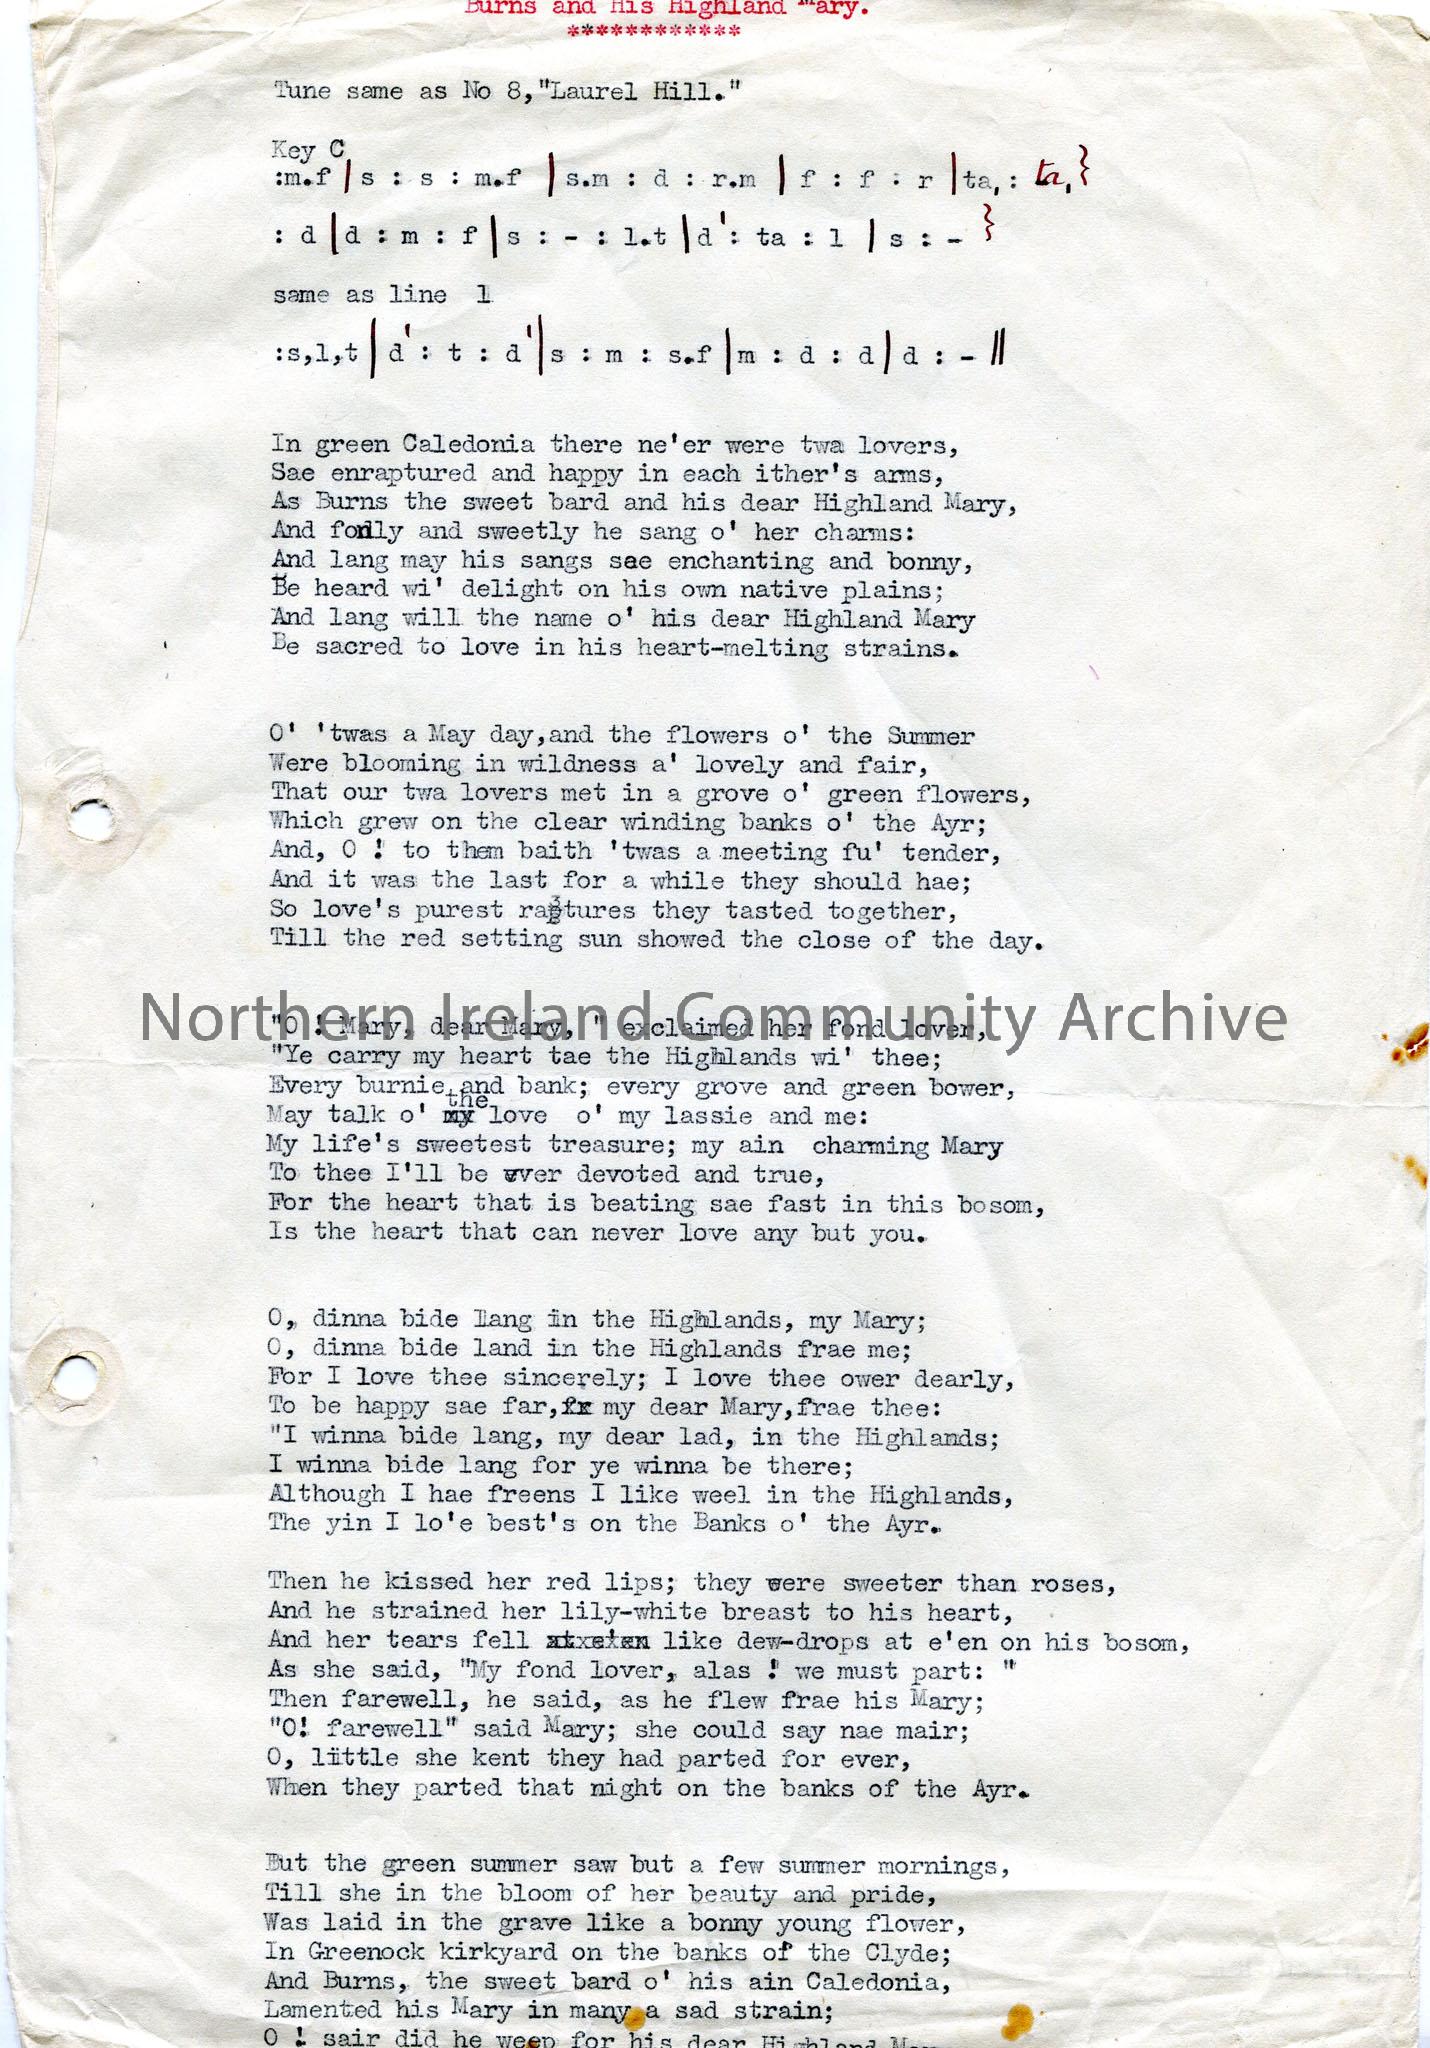 Burns and His Highland Mary.
************
Tune same as No 8,"Laurel Hill."
Key C
:m.f | s : s : m.f | s.m : d : r.m | f : f : r | ta, : ta, }
: d | d : m : f | s : - : l.t | d' : ta : l | s : - }
same as line 1
:s,l,t | d' : t : d' | s : m : s.f | m : d : d | d : - ||
In green Caledonia there ne'er were twa lovers,
Sae enraptured and happy in each ither's arms,
As Burns the sweet bard and his dear Highland Mary,
And fondly and sweetly he sang o' her charms:
And lang may his sangs sae enchanting and bonny,
Be heard wi' delight on his own native plains;
And lang will the name o' his dear Highland Mary
Be sacred to love in his heart-melting strains.
O' 'twas a May day,and the flowers o' the Summer
Were blooming in wildness a' lovely and fair,
That our twa lovers met in a grove o' green flowers,
Which grew on the clear winding banks o' the Ayr;
And, O ! to them baith 'twas a meeting fu' tender,
And it was the last for a while they should hae;
So love's purest raptures they tasted together,
Till the red setting sun showed the close of the day.
Northern Ireland Community Archive
"O ! Mary, dear Mary, " exclaimed her fond lover,
"Ye carry my heart tae the Highlands wi' thee;
Every burnie and bank; every grove and green bower,
May talk o' the love o' my lassie and me:
My life's sweetest treasure; my ain charming Mary
To thee I'll be ever devoted and true,
For the heart that is beating sae fast in this bosom,
Is the heart that can never love any but you.
O, dinna bide lang in the Highlands, my Mary;
O, dinna bide land in the Highlands frae me;
For I love thee sincerely; I love thee ower dearly,
To be happy sae far, my dear Mary,frae thee:
"I winna bide lang, my dear lad, in the Highlands;
I winna bide lang for ye winna be there;
Although I hae freens I like weel in the Highlands,
The yin I lo'e best's on the Banks o' the Ayr.
Then he kissed her red lips; they were sweeter than roses,
And he strained her lily-white breast to his heart,
And her tears fell like dew-drops at e'en on his bosom,
As she said, "My fond lover, alas ! we must part: "
Then farewell, he said, as he flew frae his Mary;
"O! farewell" said Mary; she could say nae mair;
O, little she kent they had parted for ever,
When they parted that night on the banks of the Ayr.
But the green summer saw but a few summer mornings,
Till she in the bloom of her beauty and pride,
Was laid in the grave like a bonny young flower,
In Greenock kirkyard on the banks of the Clyde;
And Burns, the sweet bard o' his ain Caledonia,
Lamented his Mary in many a sad strain;
O ! sair did he weep for his dear Highland Mary